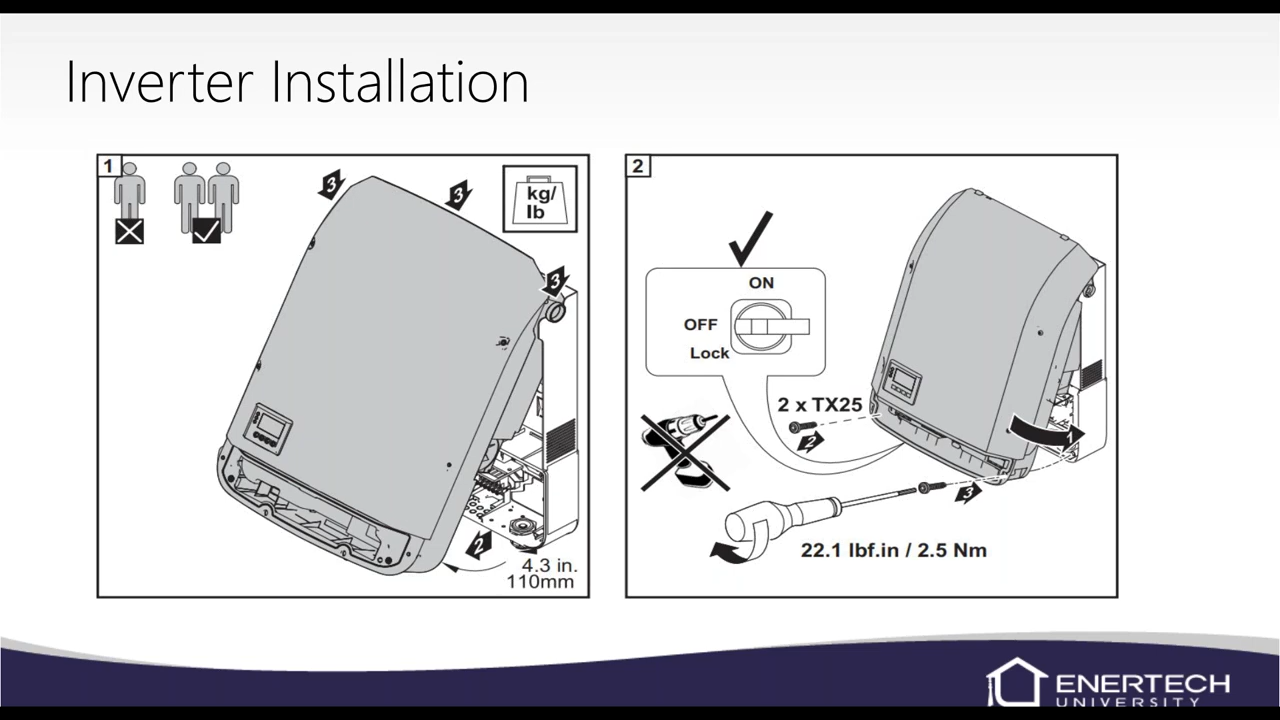 Inverter Installation
1
3
3
kg/
lb
3
2
4.3 in.
110mm
2
ON
OFF
Lock
2 x TX25
2
1
3
22.1 lbf.in / 2.5 Nm
ENERTECH
UNIVERSITY